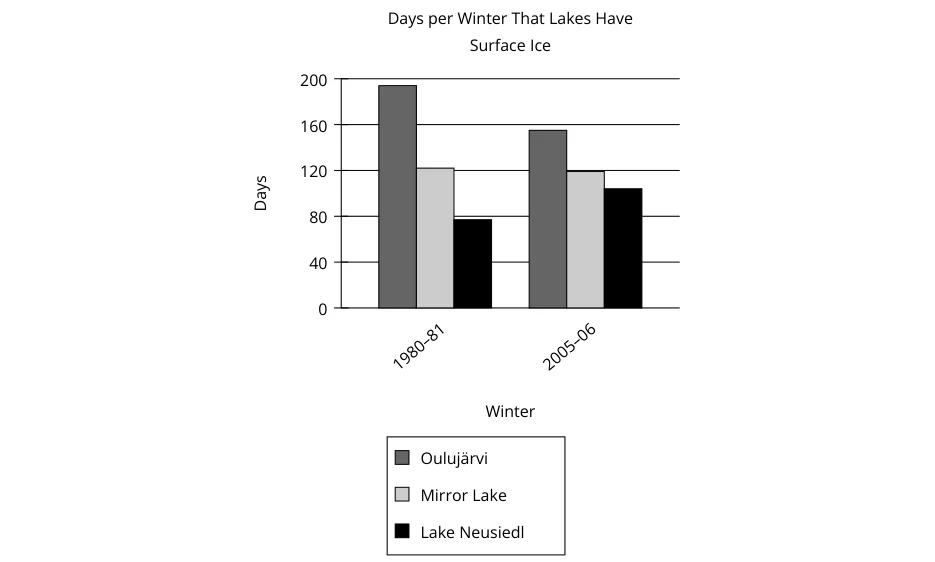 Days per Winter That Lakes Have
Surface Ice
200
160
120
80
40
0
Days
1980–81
2005–06
Winter
Oulujärvi
Mirror Lake
Lake Neusiedl